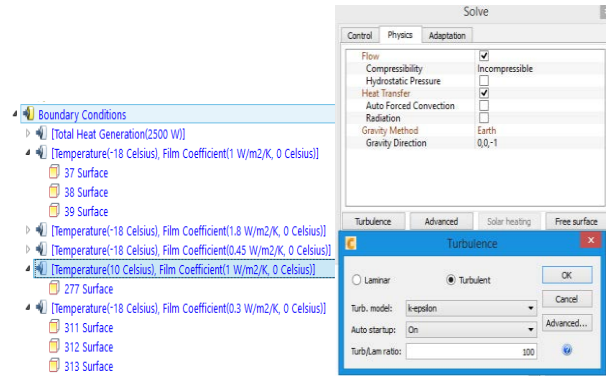 Boundary Conditions
[Total Heat Generation(2500 W)]
[Temperature(-18 Celsius), Film Coefficient(1 W/m2/K, 0 Celsius)]
37 Surface
38 Surface
39 Surface
[Temperature(-18 Celsius), Film Coefficient(1.8 W/m2/K, 0 Celsius)]
[Temperature(-18 Celsius), Film Coefficient(0.45 W/m2/K, 0 Celsius)]
[Temperature(10 Celsius), Film Coefficient(1 W/m2/K, 0 Celsius)]
277 Surface
[Temperature(-18 Celsius), Film Coefficient(0.3 W/m2/K, 0 Celsius)]
311 Surface
312 Surface
313 Surface
Solve
Control Physics Adaptation
Flow
Compressibility Incompressible
Hydrostatic Pressure
Heat Transfer
Auto Forced Convection
Radiation
Gravity Method Earth
Gravity Direction 0,0,-1
Turbulence Advanced Solar heating Free surface
Turbulence
Laminar Turbulent OK
Turb. model: k-epsilon Cancel
Auto startup: On Advanced...
Turb/Lam ratio: 100